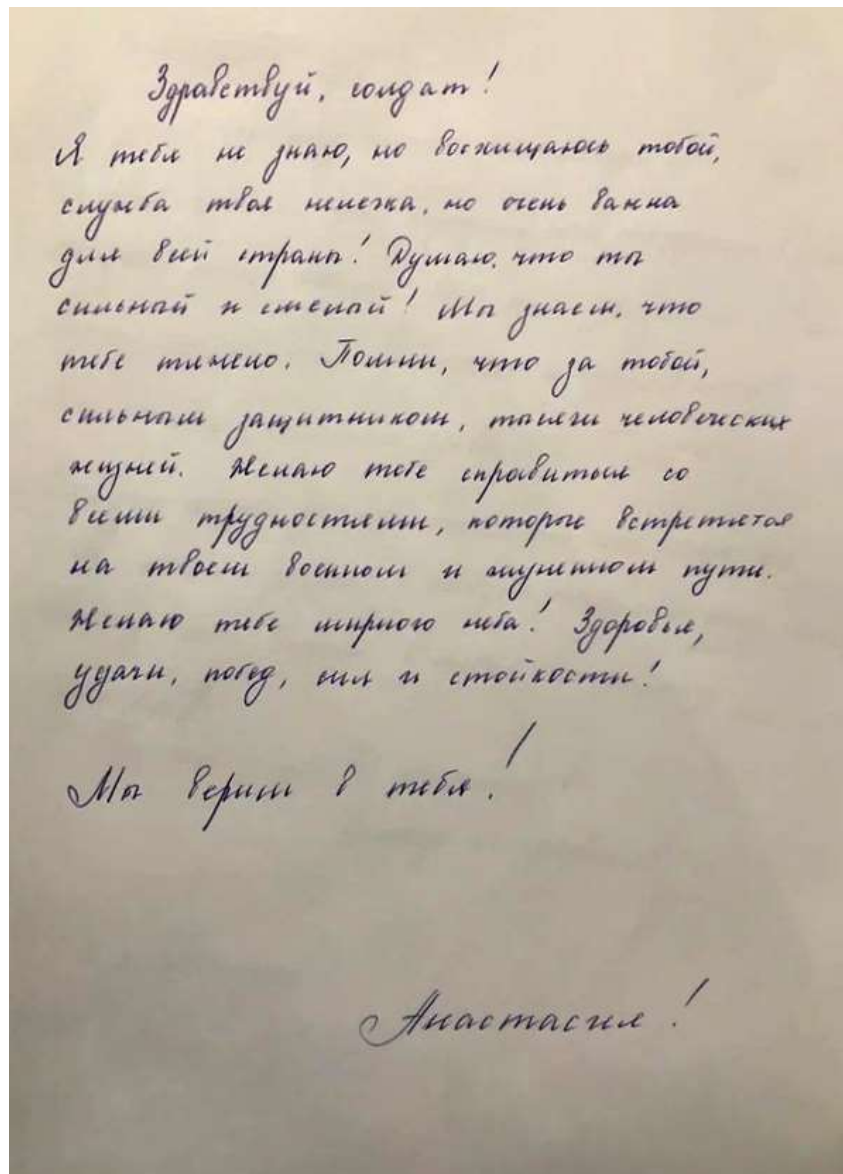 Здравствуй, солдат!
Я тебя не знаю, но восхищаюсь тобой,
служба твоя нелегка, но очень важна
для всей страны! Думаю, что ты
сильный и смелый! Мы знаем, что
тебе тяжело. Помни, что за тобой,
сильным защитником, тысячи человеческих
жизней. Желаю тебе справиться со
всеми трудностями, которые встретятся
на твоем военном и жизненном пути.
Желаю тебе мирного неба! Здоровья,
удачи, побед, сил и стойкости!
Мы верим в тебя!
Анастасия!